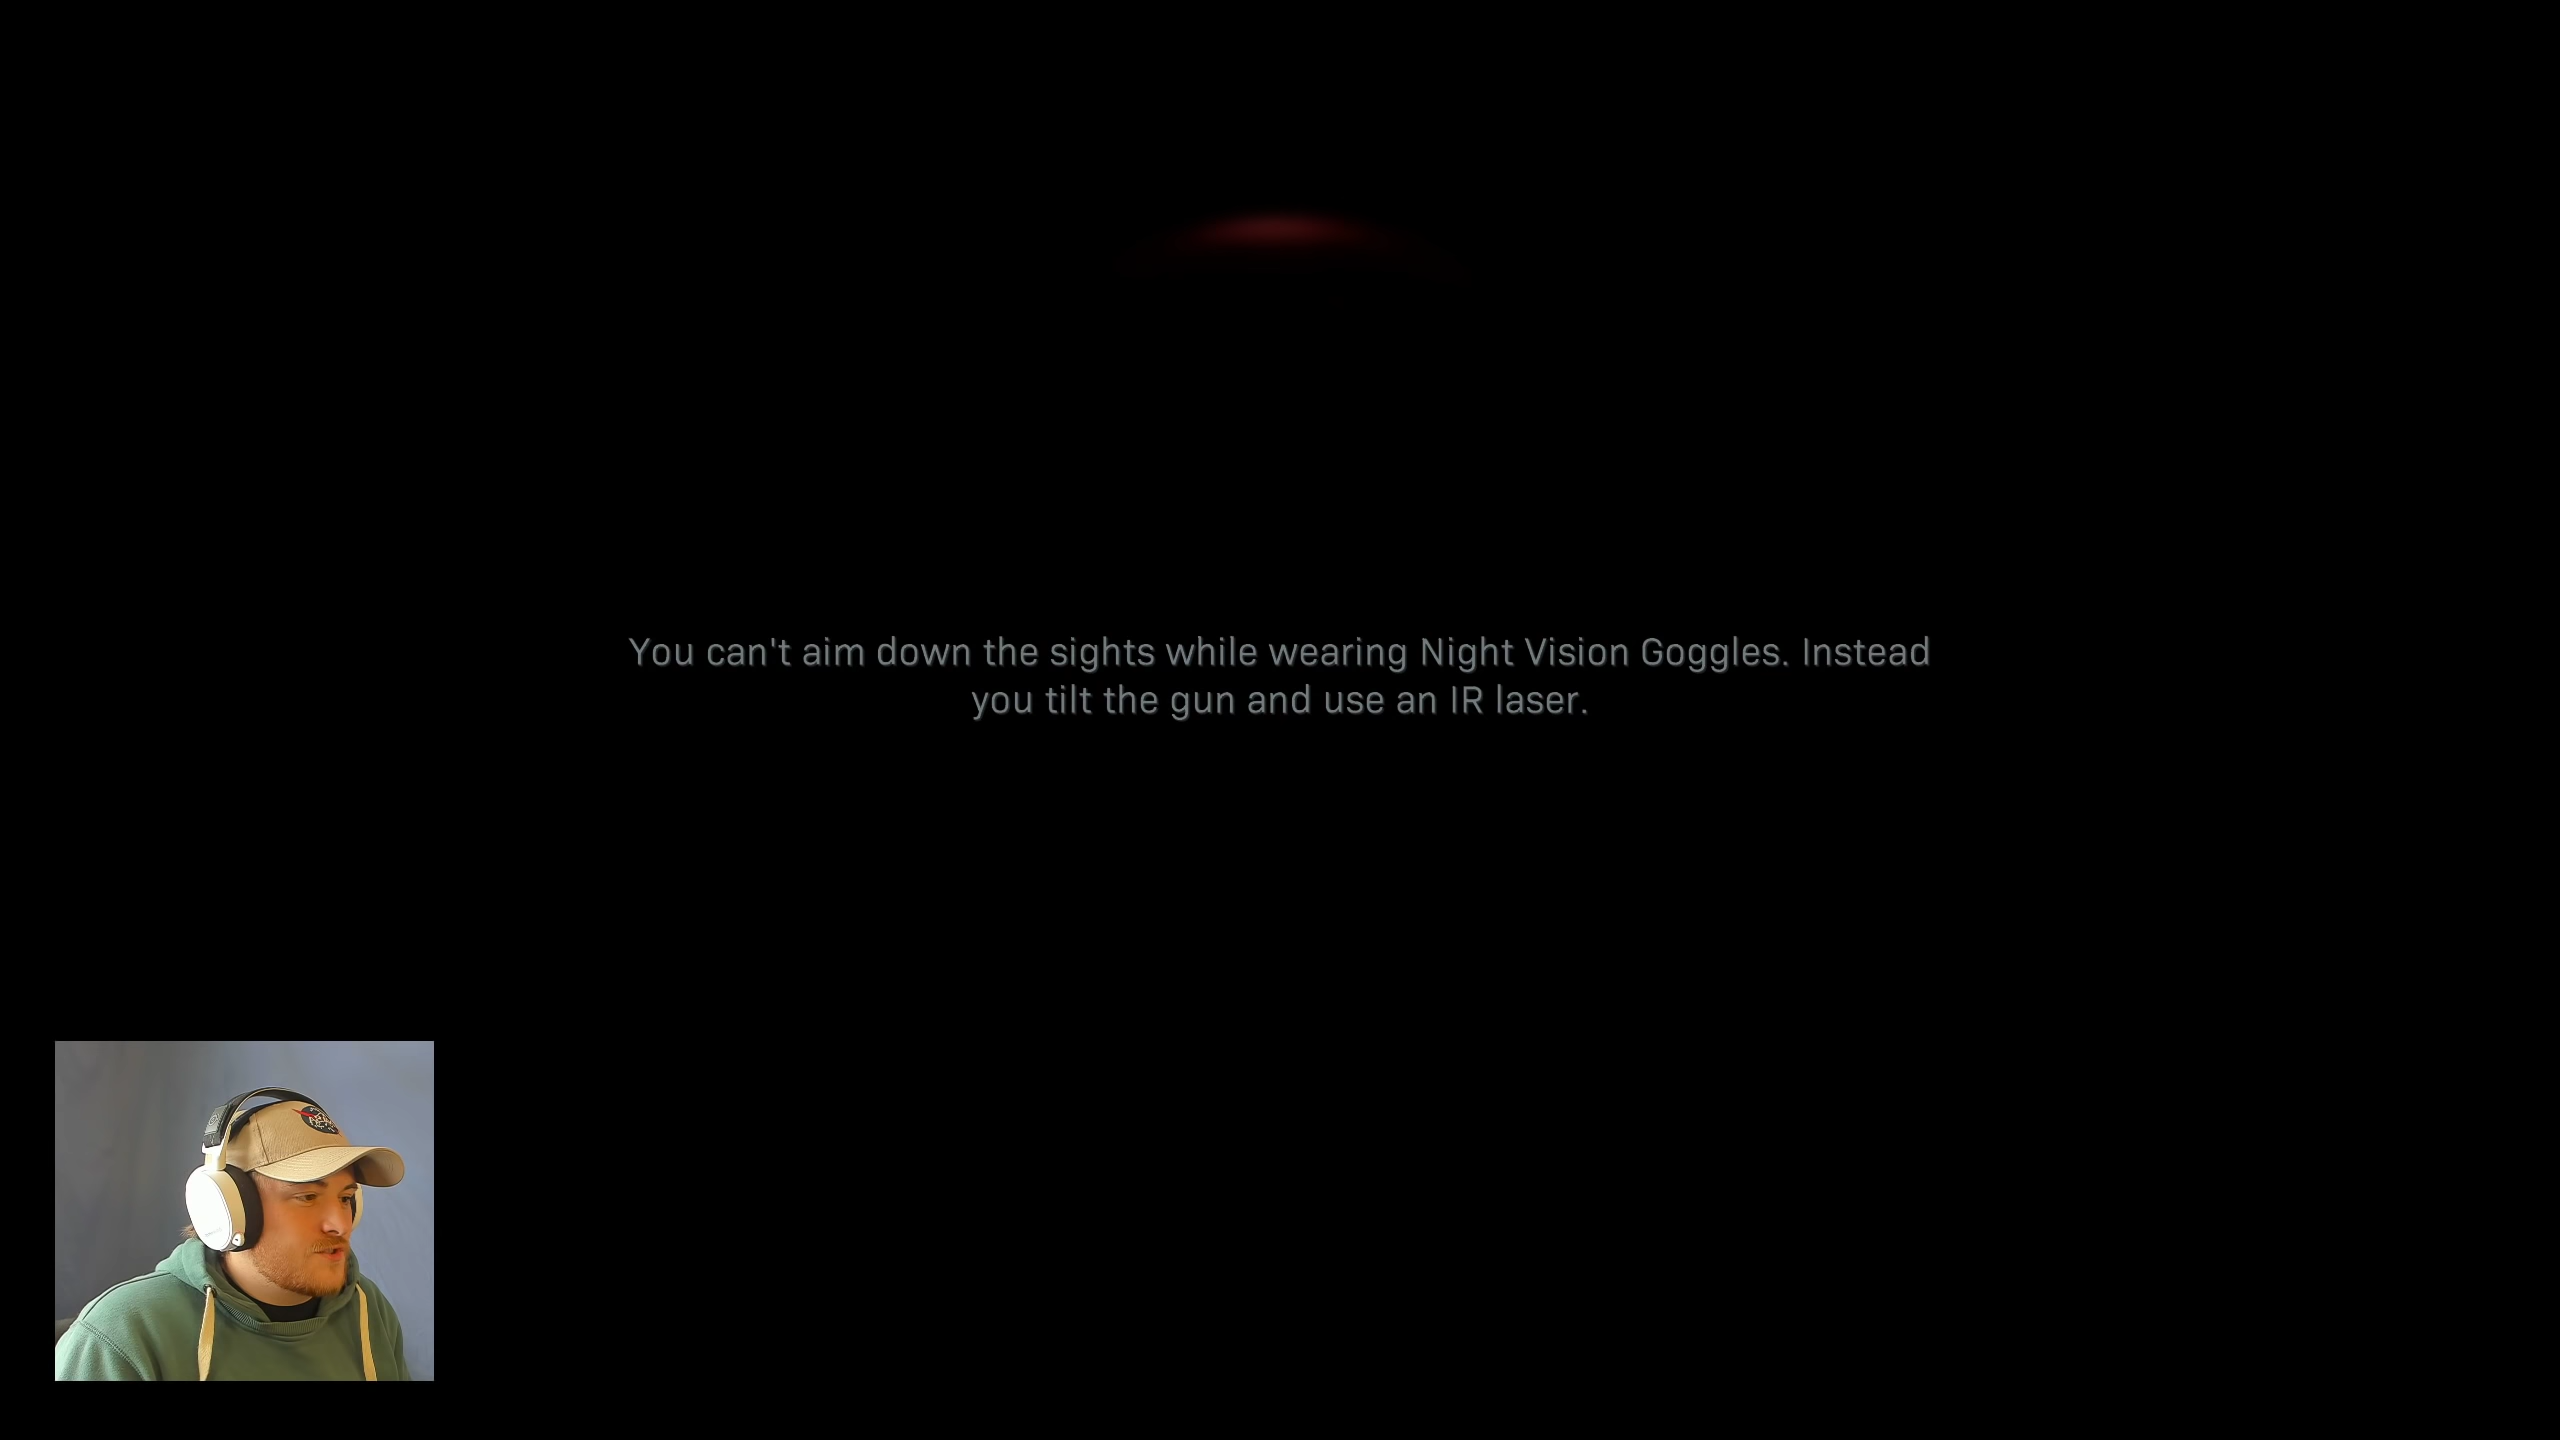 You can't aim down the sights while wearing Night Vision Goggles. Instead
you tilt the gun and use an IR laser.